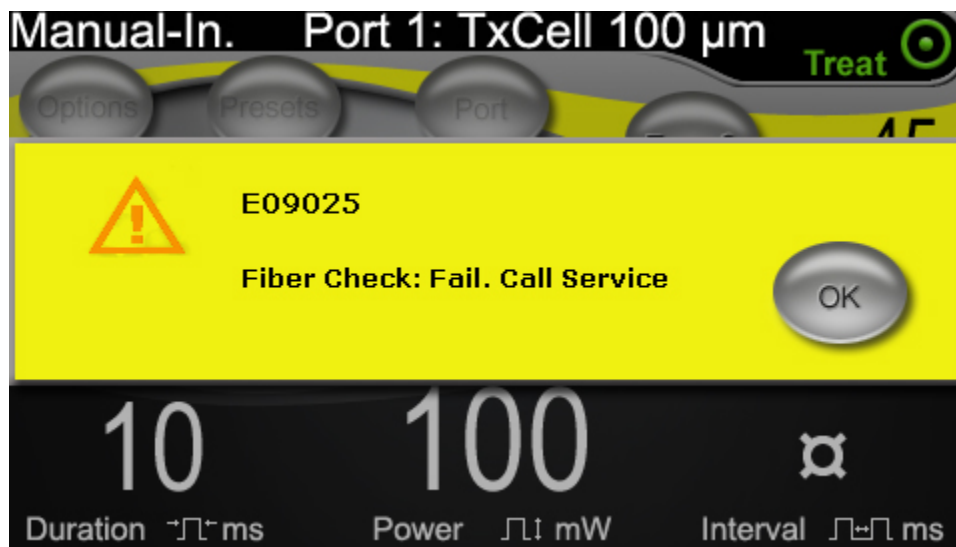 Manual-In. Port 1: TxCell 100 µm
Treat
Options Presets Port
E09025
Fiber Check: Fail. Call Service
OK
10 100 ¤
Duration ms Power mW Interval ms